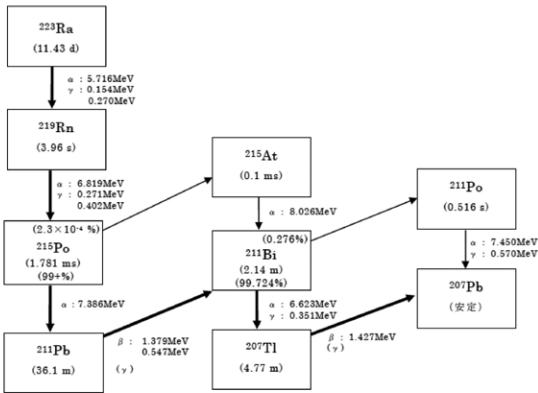 ²²³Ra
(11.43 d)
α : 5.716MeV
γ : 0.154MeV
0.270MeV
²¹⁹Rn
(3.96 s)
α : 6.819MeV
γ : 0.271MeV
0.402MeV
(2.3×10⁻⁴ %)
²¹⁵Po
(1.781 ms)
(99+%)
α:7.386MeV
²¹¹Pb
(36.1 m)
β : 1.379MeV
0.547MeV
(γ)
²¹⁵At
(0.1 ms)
α : 8.026MeV
(0.276%)
²¹¹Bi
(2.14 m)
(99.724%)
α : 6.623MeV
γ : 0.351MeV
²⁰⁷Tl
(4.77 m)
β : 1.427MeV
(γ)
²¹¹Po
(0.516 s)
α : 7.450MeV
γ : 0.570MeV
²⁰⁷Pb
(安定)